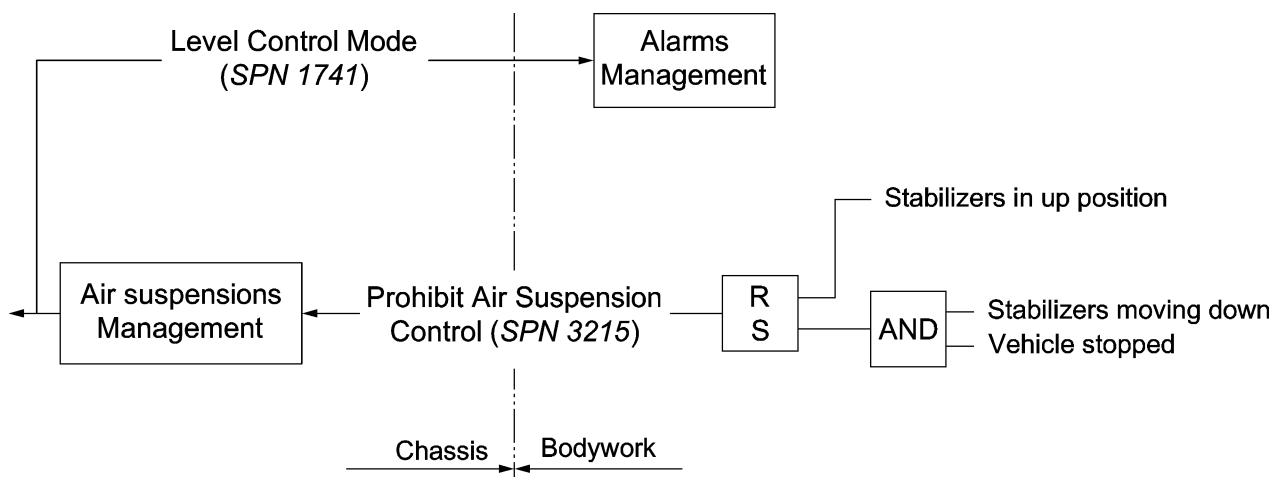 Level Control Mode
(SPN 1741)
Alarms
Management
Stabilizers in up position
Air suspensions
Management
Prohibit Air Suspension
Control (SPN 3215)
R
S
AND
Stabilizers moving down
Vehicle stopped
Chassis
Bodywork